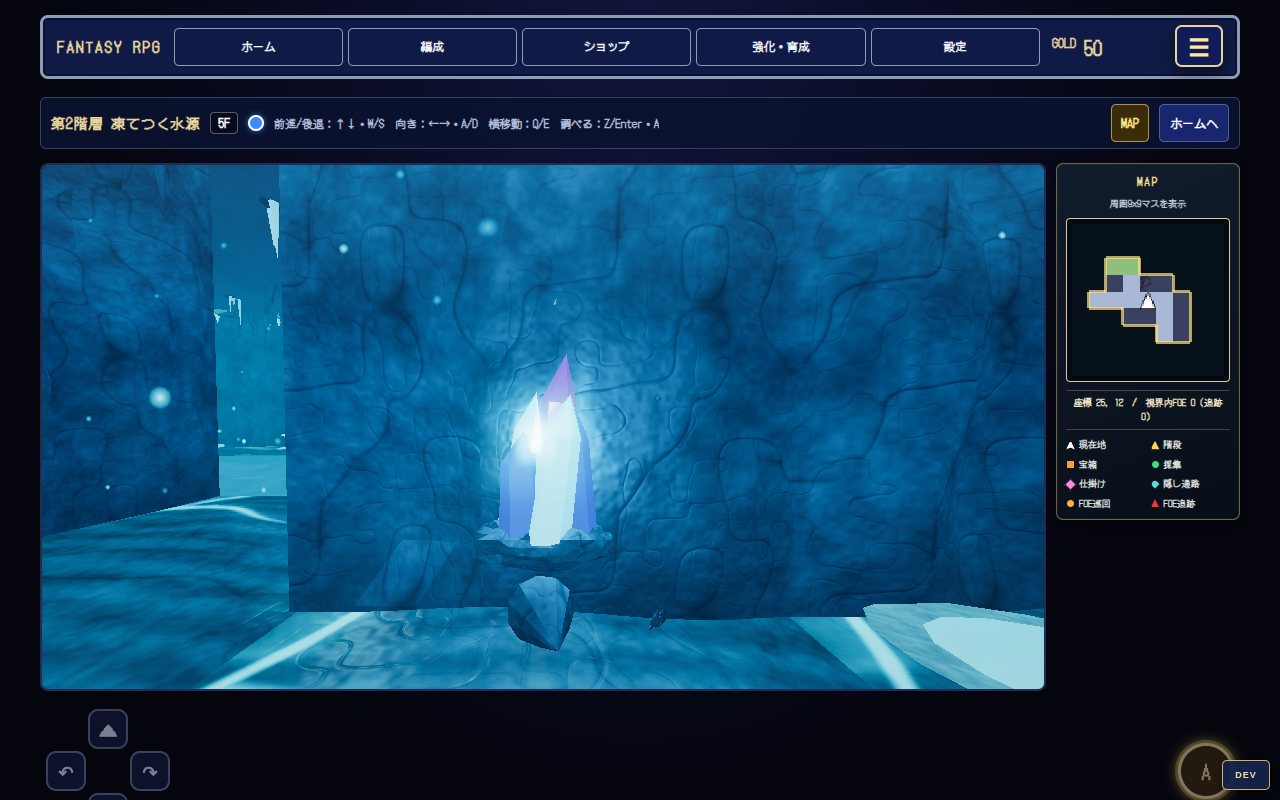 FANTASY RPG
ホーム
編成
ショップ
強化・育成
設定
GOLD 50
第2階層 凍てつく水源
5F
前進/後退：↑↓・W/S 向き：←→・A/D 横移動：Q/E 調べる：Z/Enter・A
MAP
ホームへ
MAP
周囲9x9マスを表示
座標 25, 12 / 視界内FOE 0（追跡
0）
現在地
階段
宝箱
採集
仕掛け
隠し通路
FOE巡回
FOE追跡
A
DEV